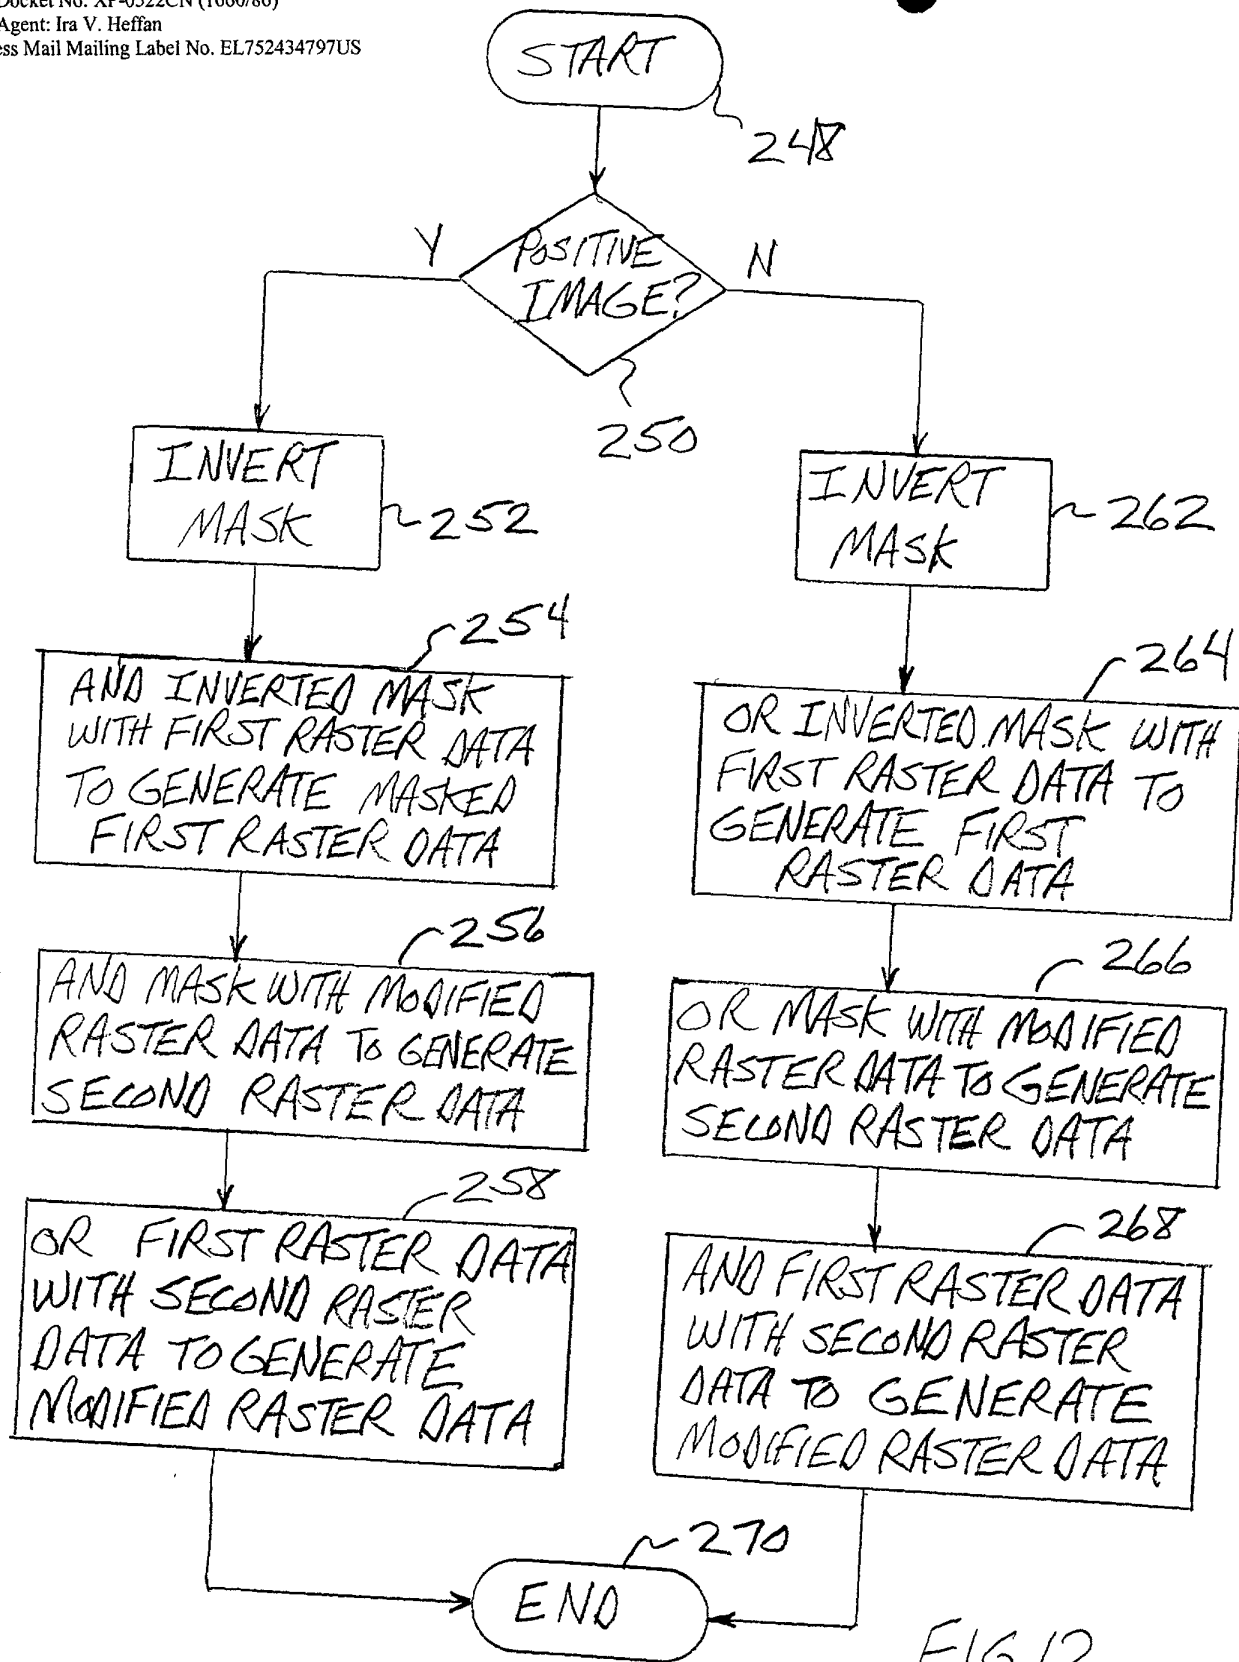 Docket No. XP-0522CN (1060/86)
Agent: Ira V. Heffan
ess Mail Mailing Label No. EL752434797US
START
248
POSITIVE
IMAGE?
Y
N
250
INVERT
MASK
252
INVERT
MASK
262
254
AND INVERTED MASK
WITH FIRST RASTER DATA
TO GENERATE MASKED
FIRST RASTER DATA
264
OR INVERTED MASK WITH
FIRST RASTER DATA TO
GENERATE FIRST
RASTER DATA
256
AND MASK WITH MODIFIED
RASTER DATA TO GENERATE
SECOND RASTER DATA
266
OR MASK WITH MODIFIED
RASTER DATA TO GENERATE
SECOND RASTER DATA
258
OR FIRST RASTER DATA
WITH SECOND RASTER
DATA TO GENERATE
MODIFIED RASTER DATA
268
AND FIRST RASTER DATA
WITH SECOND RASTER
DATA TO GENERATE
MODIFIED RASTER DATA
270
END
FIG 12